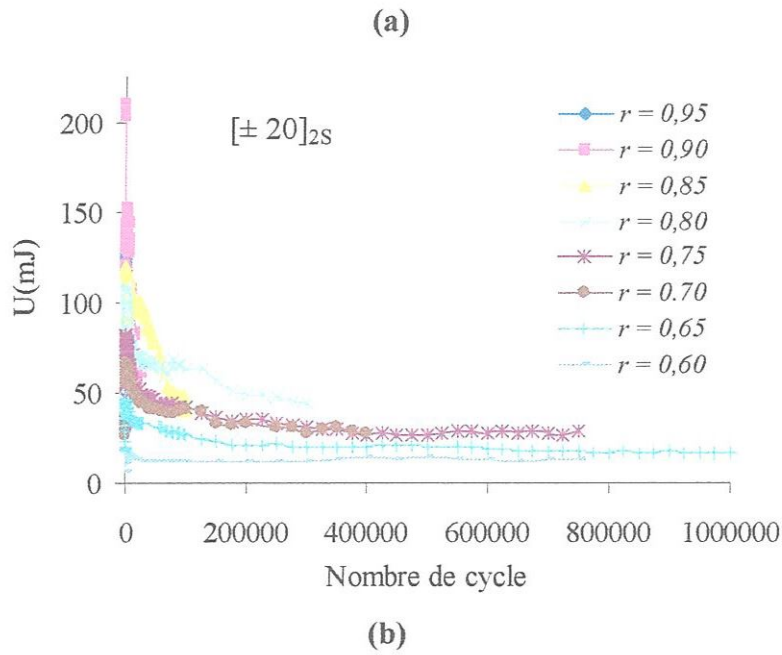 (a)
[± 20]2S
U(mJ)
200
150
100
50
0
0 200000 400000 600000 800000 1000000
Nombre de cycle
r = 0,95
r = 0,90
r = 0,85
r = 0,80
r = 0,75
r = 0.70
r = 0,65
r = 0,60
(b)